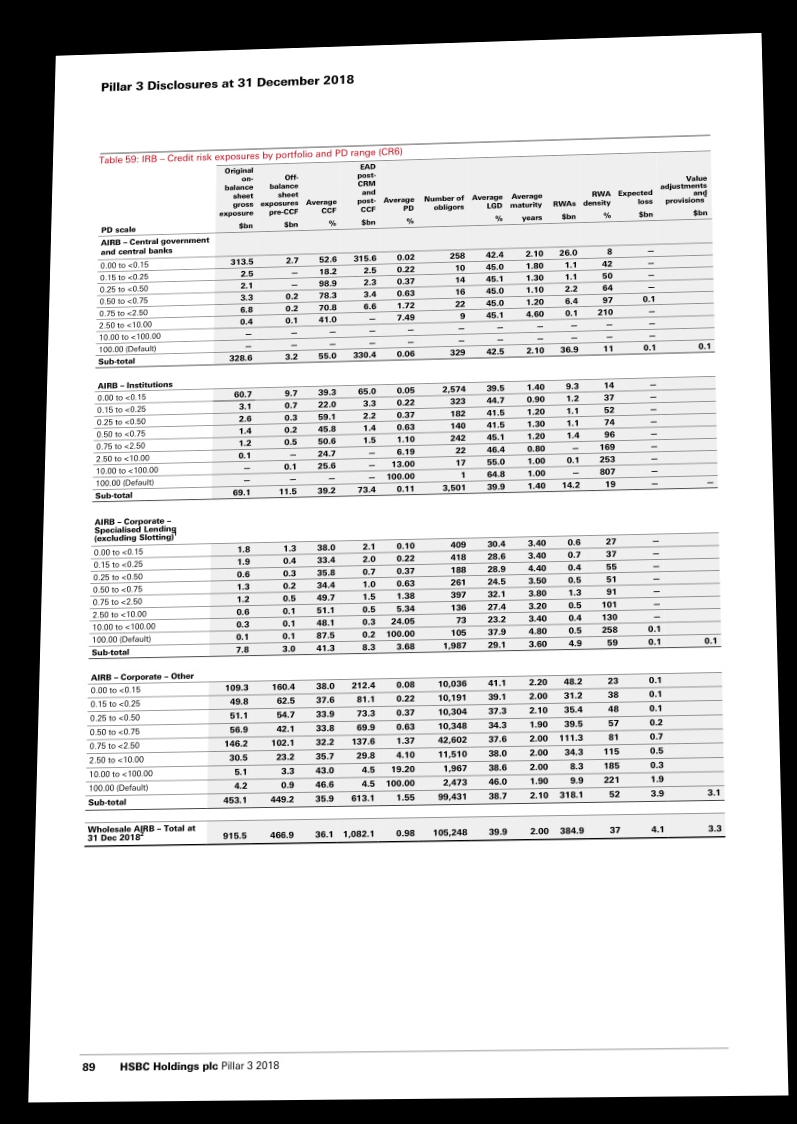 Pillar 3 Disclosures at 31 December 2018
Table 59: IRB – Credit risk exposures by portfolio and PD range (CR6)
PD scale Original on-balance sheet gross exposure Off-balance sheet exposures pre-CCF Average CCF EAD post-CRM and post-CCF Average PD Number of obligors Average LGD Average maturity RWAs RWA density Expected loss Value adjustments and provisions
$bn $bn % $bn % % years $bn % $bn $bn
AIRB – Central government
and central banks
0.00 to <0.15 313.5 2.7 52.6 315.6 0.02 258 42.4 2.10 26.0 8 –
0.15 to <0.25 2.5 – 18.2 2.5 0.22 10 45.0 1.80 1.1 42 –
0.25 to <0.50 2.1 – 98.9 2.3 0.37 14 45.1 1.30 1.1 50 –
0.50 to <0.75 3.3 0.2 78.3 3.4 0.63 16 45.0 1.10 2.2 64 –
0.75 to <2.50 6.8 0.2 70.8 6.6 1.72 22 45.0 1.20 6.4 97 0.1
2.50 to <10.00 0.4 0.1 41.0 – 7.49 9 45.1 4.60 0.1 210 –
10.00 to <100.00 – – – – – – – – – – –
100.00 (Default) – – – – – – – – – – –
Sub-total 328.6 3.2 55.0 330.4 0.06 329 42.5 2.10 36.9 11 0.1 0.1
AIRB – Institutions
0.00 to <0.15 60.7 9.7 39.3 65.0 0.05 2,574 39.5 1.40 9.3 14 –
0.15 to <0.25 3.1 0.7 22.0 3.3 0.22 323 44.7 0.90 1.2 37 –
0.25 to <0.50 2.6 0.3 59.1 2.2 0.37 182 41.5 1.20 1.1 52 –
0.50 to <0.75 1.4 0.2 45.8 1.4 0.63 140 41.5 1.30 1.1 74 –
0.75 to <2.50 1.2 0.5 50.6 1.5 1.10 242 45.1 1.20 1.4 96 –
2.50 to <10.00 0.1 – 24.7 – 6.19 22 46.4 0.80 – 169 –
10.00 to <100.00 – 0.1 25.6 – 13.00 17 55.0 1.00 0.1 253 –
100.00 (Default) – – – – 100.00 1 64.8 1.00 – 807 –
Sub-total 69.1 11.5 39.2 73.4 0.11 3,501 39.9 1.40 14.2 19 – –
AIRB – Corporate –
Specialised Lending
(excluding Slotting)1
0.00 to <0.15 1.8 1.3 38.0 2.1 0.10 409 30.4 3.40 0.6 27 –
0.15 to <0.25 1.9 0.4 33.4 2.0 0.22 418 28.6 3.40 0.7 37 –
0.25 to <0.50 0.6 0.3 35.8 0.7 0.37 188 28.9 4.40 0.4 55 –
0.50 to <0.75 1.3 0.2 34.4 1.0 0.63 261 24.5 3.50 0.5 51 –
0.75 to <2.50 1.2 0.5 49.7 1.5 1.38 397 32.1 3.80 1.3 91 –
2.50 to <10.00 0.6 0.1 51.1 0.5 5.34 136 27.4 3.20 0.5 101 –
10.00 to <100.00 0.3 0.1 48.1 0.3 24.05 73 23.2 3.40 0.4 130 –
100.00 (Default) 0.1 0.1 87.5 0.2 100.00 105 37.9 4.80 0.5 258 0.1
Sub-total 7.8 3.0 41.3 8.3 3.68 1,987 29.1 3.60 4.9 59 0.1 0.1
AIRB – Corporate – Other
0.00 to <0.15 109.3 160.4 38.0 212.4 0.08 10,036 41.1 2.20 48.2 23 0.1
0.15 to <0.25 49.8 62.5 37.6 81.1 0.22 10,191 39.1 2.00 31.2 38 0.1
0.25 to <0.50 51.1 54.7 33.9 73.3 0.37 10,304 37.3 2.10 35.4 48 0.1
0.50 to <0.75 56.9 42.1 33.8 69.9 0.63 10,348 34.3 1.90 39.5 57 0.2
0.75 to <2.50 146.2 102.1 32.2 137.6 1.37 42,602 37.6 2.00 111.3 81 0.7
2.50 to <10.00 30.5 23.2 35.7 29.8 4.10 11,510 38.0 2.00 34.3 115 0.5
10.00 to <100.00 5.1 3.3 43.0 4.5 19.20 1,967 38.6 2.00 8.3 185 0.3
100.00 (Default) 4.2 0.9 46.6 4.5 100.00 2,473 46.0 1.90 9.9 221 1.9
Sub-total 453.1 449.2 35.9 613.1 1.55 99,431 38.7 2.10 318.1 52 3.9 3.1
Wholesale AIRB – Total at
31 Dec 20182 915.5 466.9 36.1 1,082.1 0.98 105,248 39.9 2.00 384.9 37 4.1 3.3
89 HSBC Holdings plc Pillar 3 2018